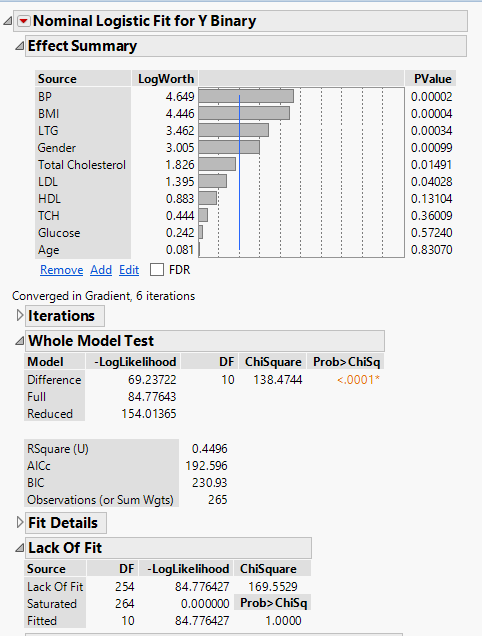 Nominal Logistic Fit for Y Binary
Effect Summary
Source LogWorth PValue
BP 4.649 0.00002
BMI 4.446 0.00004
LTG 3.462 0.00034
Gender 3.005 0.00099
Total Cholesterol 1.826 0.01491
LDL 1.395 0.04028
HDL 0.883 0.13104
TCH 0.444 0.36009
Glucose 0.242 0.57240
Age 0.081 0.83070
Remove Add Edit FDR
Converged in Gradient, 6 iterations
Iterations
Whole Model Test
Model -LogLikelihood DF ChiSquare Prob>ChiSq
Difference 69.23722 10 138.4744 <.0001*
Full 84.77643
Reduced 154.01365
RSquare (U) 0.4496
AICc 192.596
BIC 230.93
Observations (or Sum Wgts) 265
Fit Details
Lack Of Fit
Source DF -LogLikelihood ChiSquare
Lack Of Fit 254 84.776427 169.5529
Saturated 264 0.000000 Prob>ChiSq
Fitted 10 84.776427 1.0000